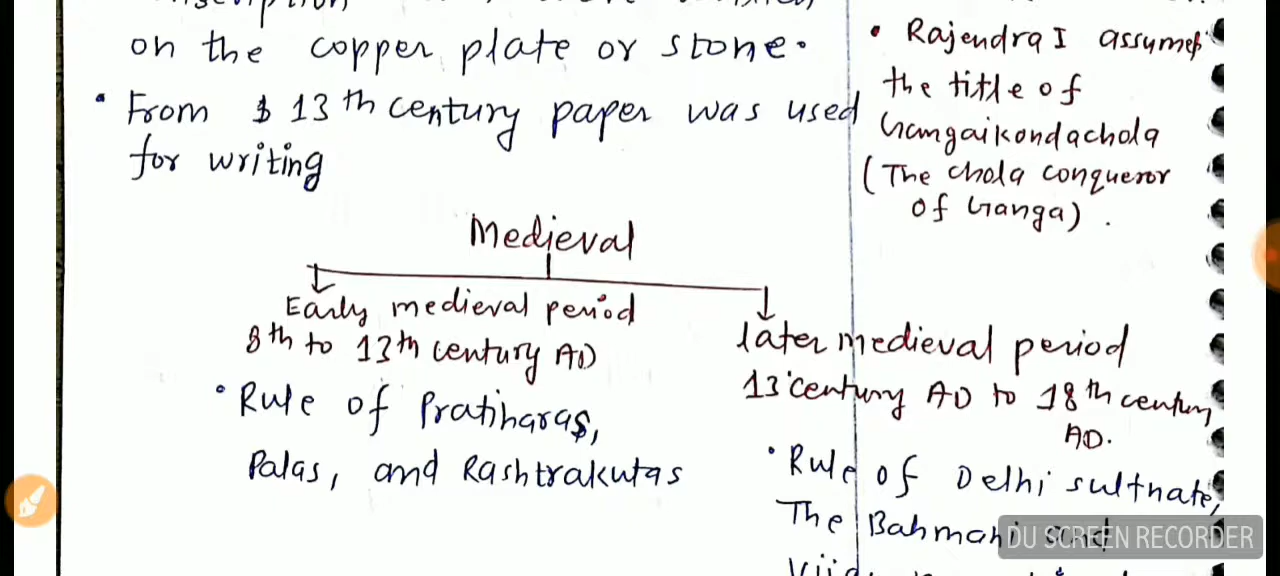 on the copper plate or stone.
• From $ 13th century paper was used
for writing
• Rajendra I assumed
the title of
Gangaikondachola
(The chola conqueror
of Ganga).
Medieval
Early medieval period
8th to 13th century AD
• Rule of Pratiharas,
Palas, and Rashtrakutas
later medieval period
13 century AD to 18th century
AD.
• Rule of Delhi sultnate,
The Bahmani and
DU SCREEN RECORDER